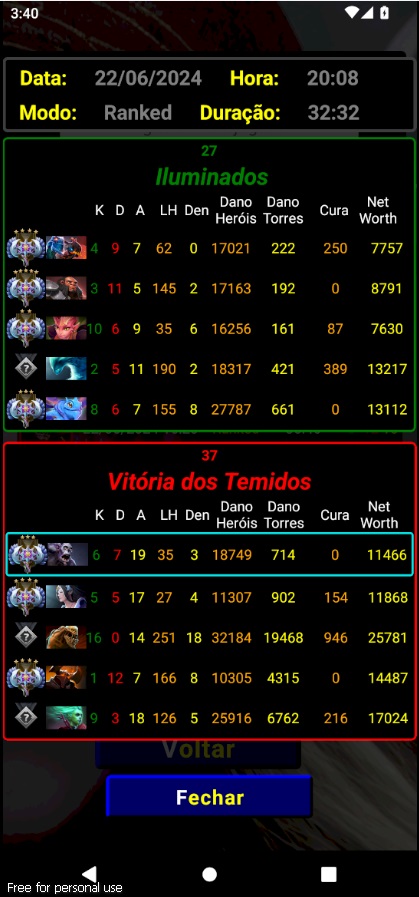 3:40
Data: 22/06/2024 Hora: 20:08
Modo: Ranked Duração: 32:32
27
Iluminados
K D A LH Den Dano Heróis Dano Torres Cura Net Worth
4 9 7 62 0 17021 222 250 7757
3 11 5 145 2 17163 192 0 8791
10 6 9 35 6 16256 161 87 7630
? 2 5 11 190 2 18317 421 389 13217
8 6 7 155 8 27787 661 0 13112
37
Vitória dos Temidos
K D A LH Den Dano Heróis Dano Torres Cura Net Worth
6 7 19 35 3 18749 714 0 11466
5 5 17 27 4 11307 902 154 11868
? 16 0 14 251 18 32184 19468 946 25781
1 12 7 166 8 10305 4315 0 14487
? 9 3 18 126 5 25916 6762 216 17024
Voltar
Fechar
Free for personal use